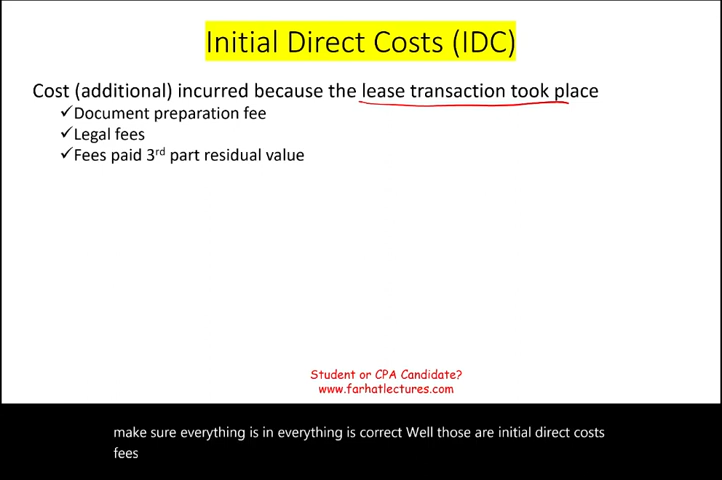 Initial Direct Costs (IDC)
Cost (additional) incurred because the lease transaction took place
✓Document preparation fee
✓Legal fees
✓Fees paid 3rd part residual value
Student or CPA Candidate?
www.farhatlectures.com
make sure everything is in everything is correct Well those are initial direct costs
fees